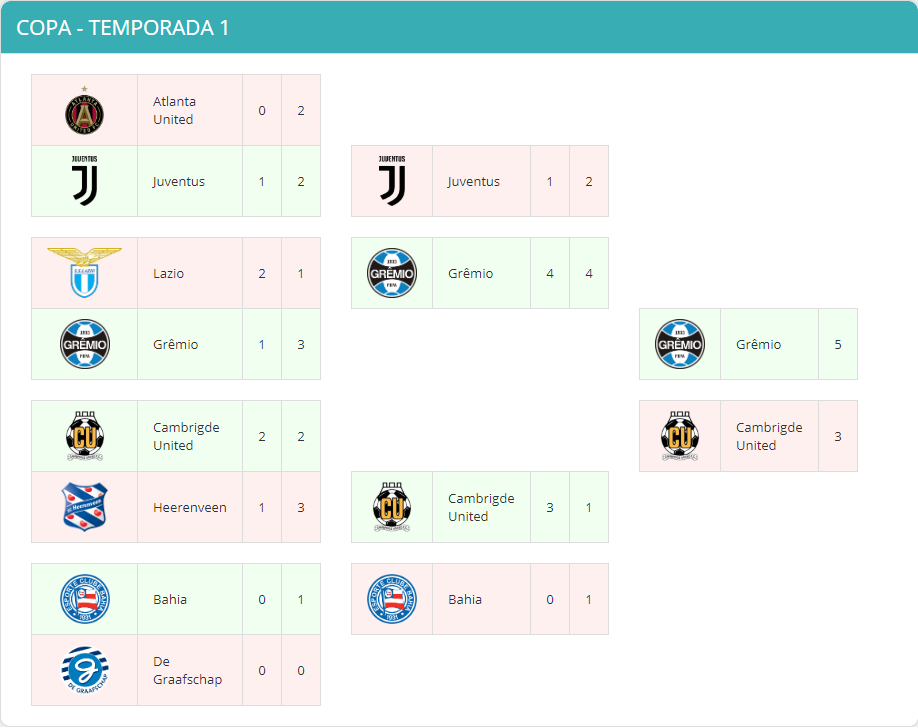 COPA - TEMPORADA 1
ATLANTA
A
UNITED FC
Atlanta
United
0
2
JUVENTUS
Juventus
1
2
JUVENTUS
Juventus
1
2
S.S.LAZIO
Lazio
2
1
1903
GRÊMIO
FBPA
Grêmio
4
4
1903
GRÊMIO
FBPA
Grêmio
1
3
1903
GRÊMIO
FBPA
Grêmio
5
CU
Cambrigde
United
2
2
CU
Cambrigde
United
3
Heerenveen
Heerenveen
1
3
CU
Cambrigde
United
3
1
ESPORTE CLUBE BAHIA
1931
Bahia
0
1
ESPORTE CLUBE BAHIA
1931
Bahia
0
1
DE GRAAFSCHAP
De
Graafschap
0
0